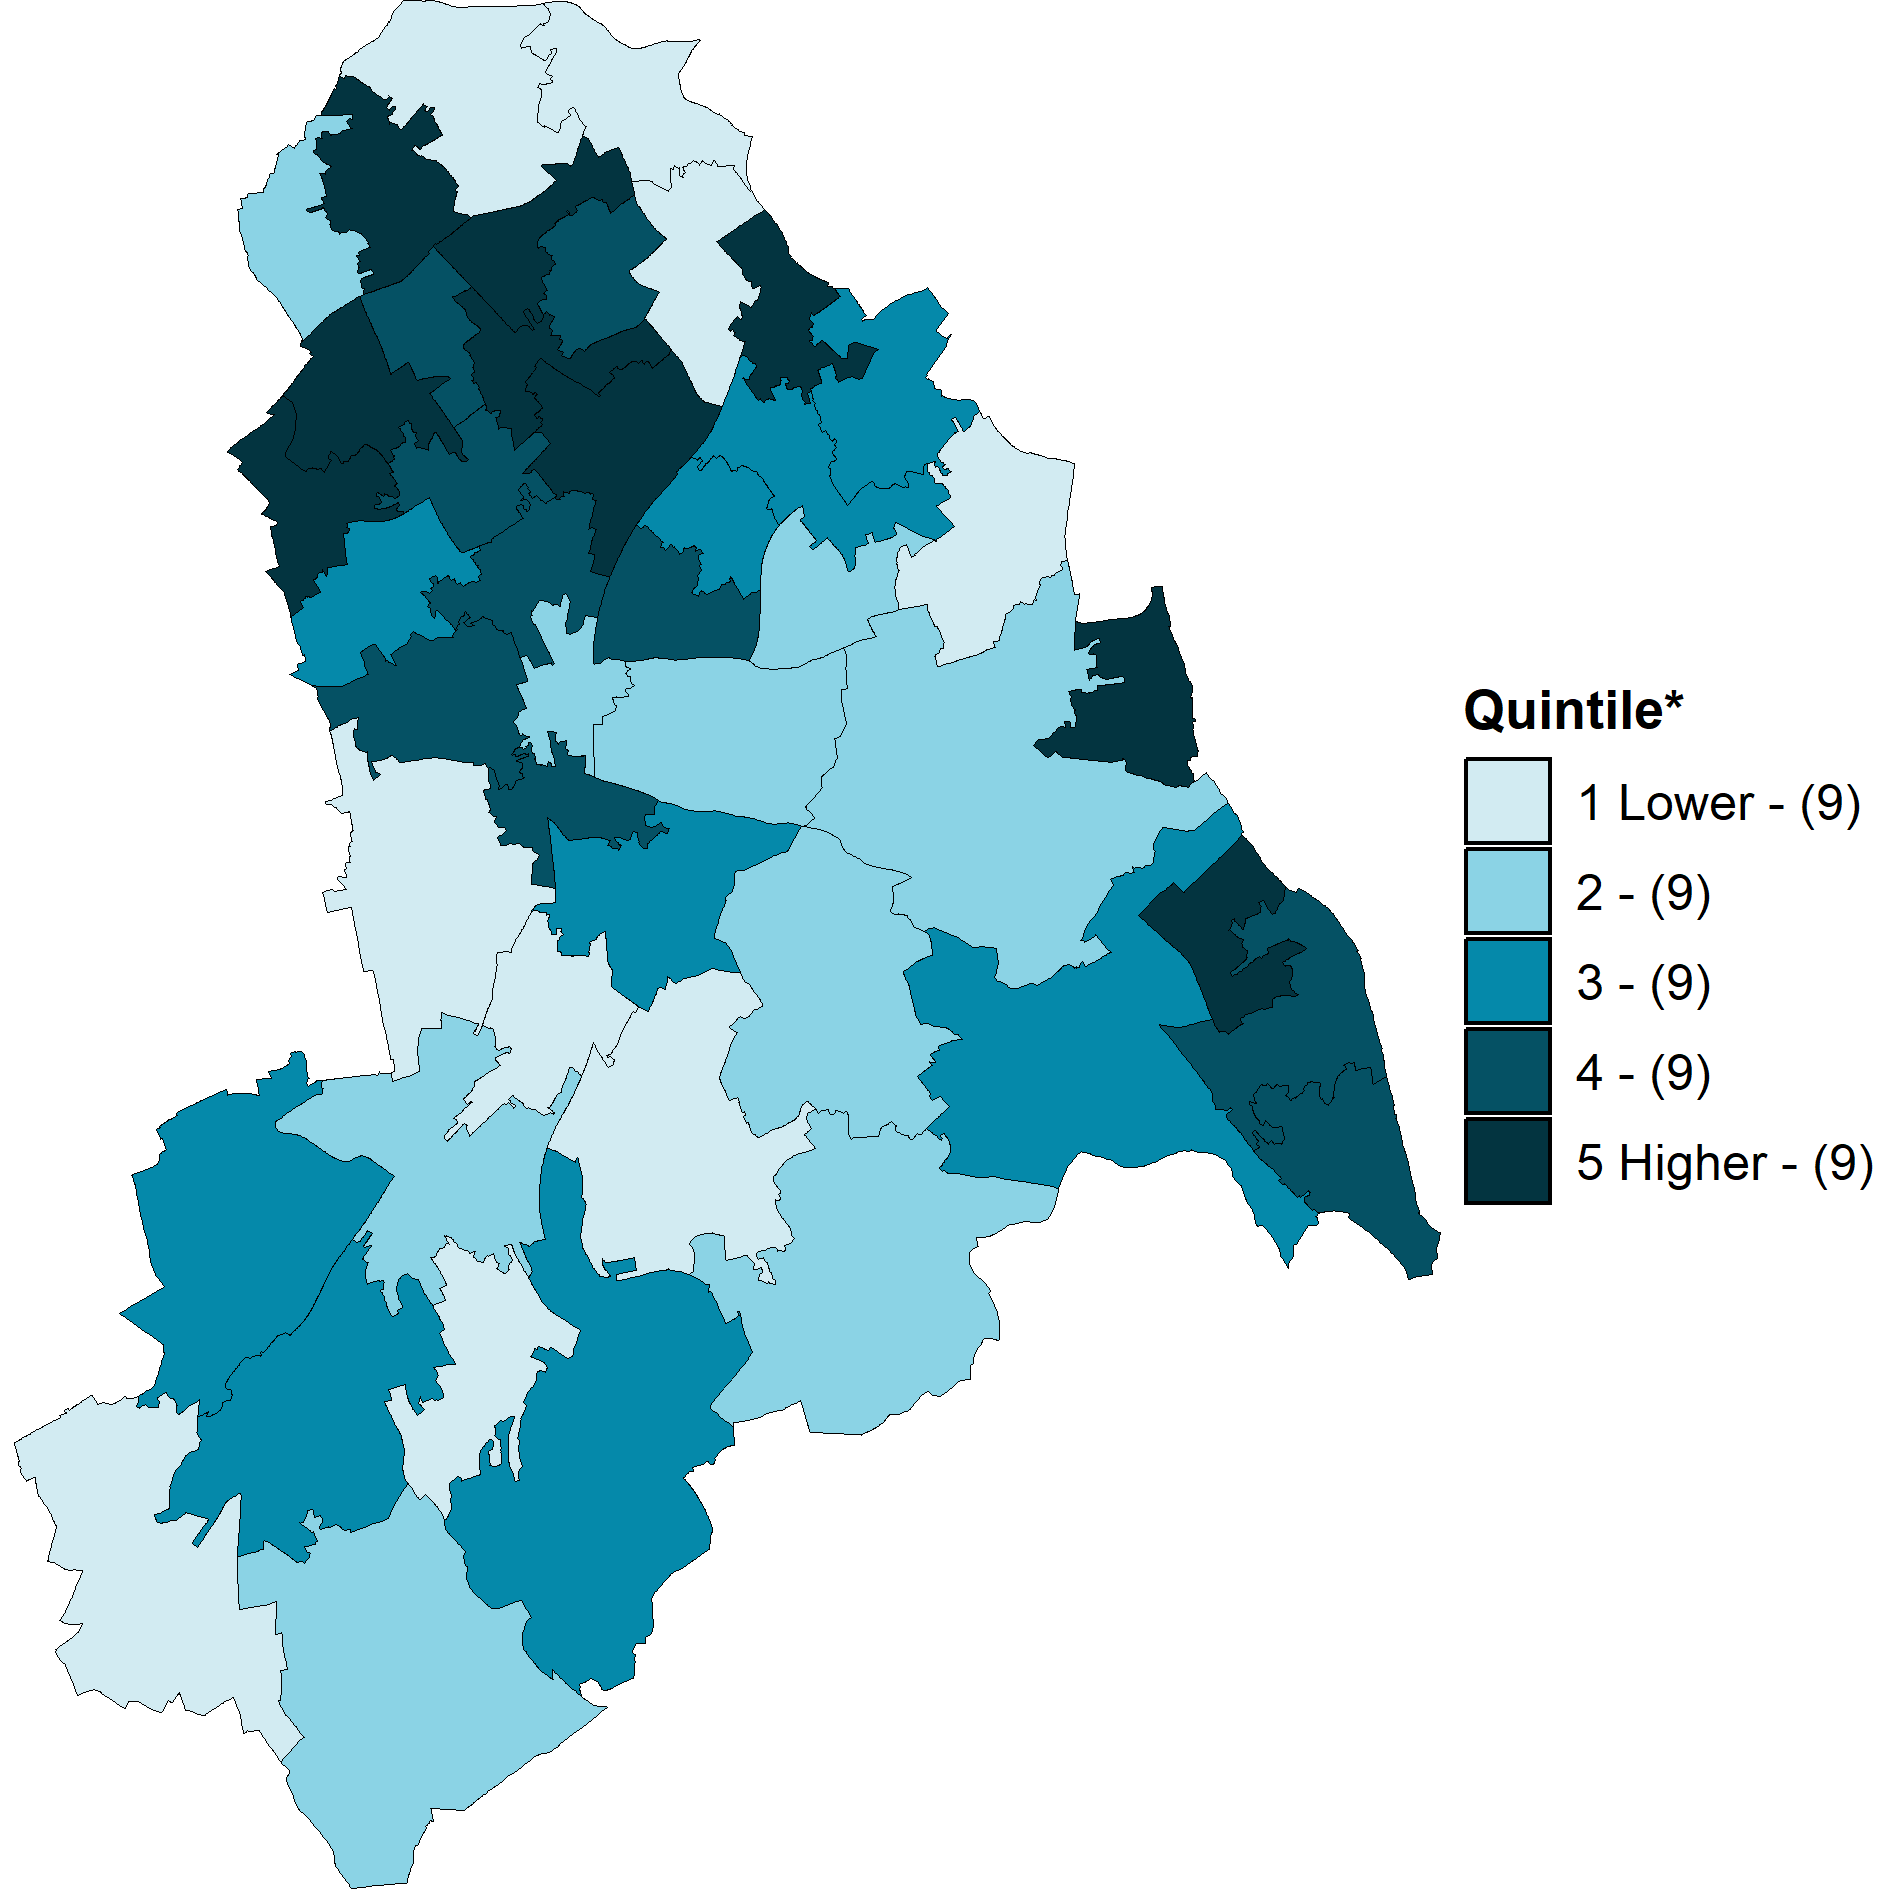 Quintile*
1 Lower - (9)
2 - (9)
3 - (9)
4 - (9)
5 Higher - (9)